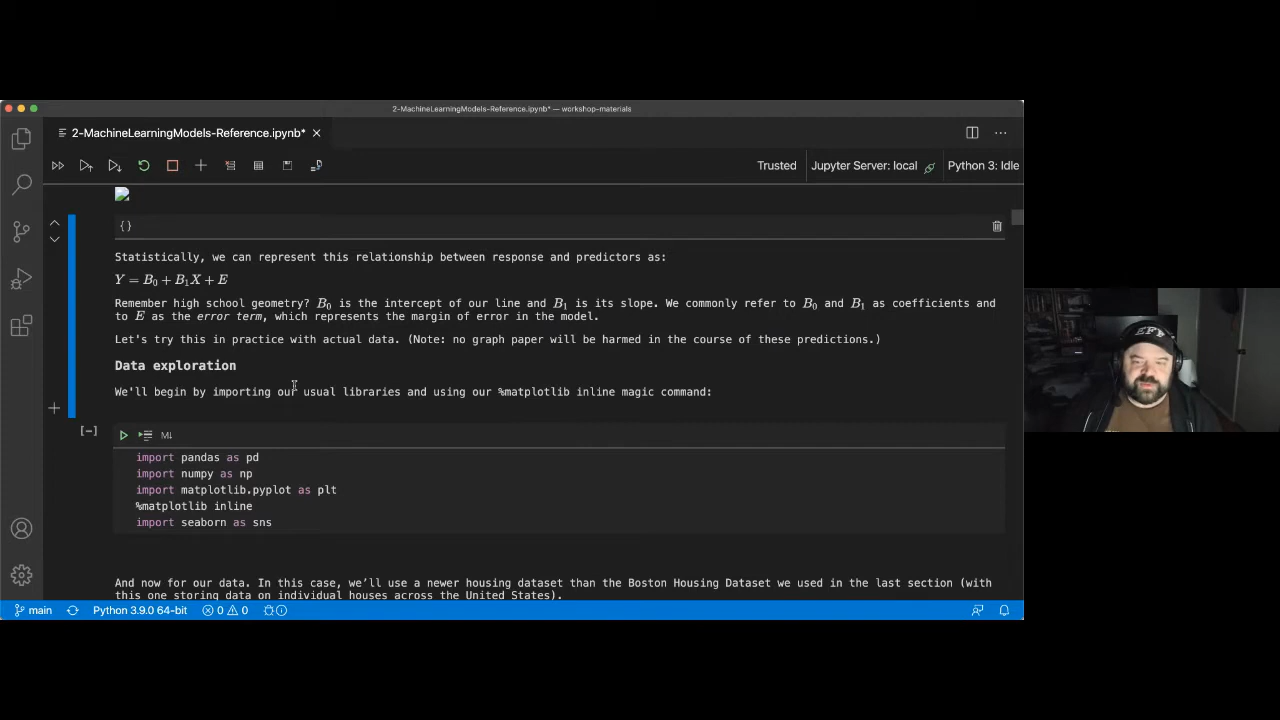 2-MachineLearningModels-Reference.ipynb* — workshop-materials
2-MachineLearningModels-Reference.ipynb*
Trusted
Jupyter Server: local
Python 3: Idle
{}
Statistically, we can represent this relationship between response and predictors as:
Y = B₀ + B₁X + E
Remember high school geometry? B₀ is the intercept of our line and B₁ is its slope. We commonly refer to B₀ and B₁ as coefficients and
to E as the error term, which represents the margin of error in the model.
Let's try this in practice with actual data. (Note: no graph paper will be harmed in the course of these predictions.)
Data exploration
We'll begin by importing our usual libraries and using our %matplotlib inline magic command:
[-]
M↓
import pandas as pd
import numpy as np
import matplotlib.pyplot as plt
%matplotlib inline
import seaborn as sns
And now for our data. In this case, we’ll use a newer housing dataset than the Boston Housing Dataset we used in the last section (with
this one storing data on individual houses across the United States).
main
Python 3.9.0 64-bit
0
0